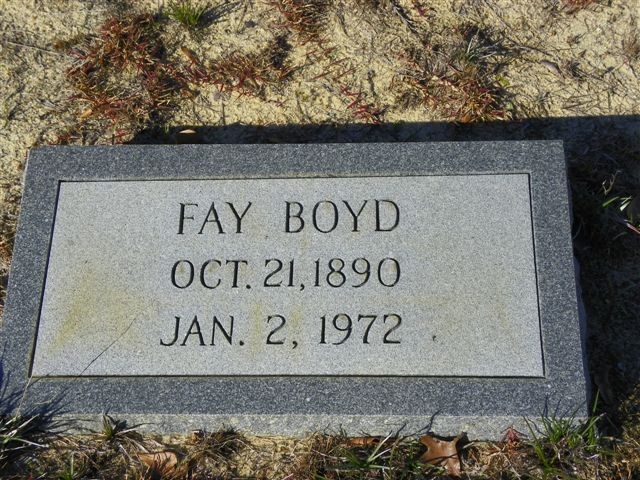 FAY BOYD
OCT. 21, 1890
JAN. 2, 1972